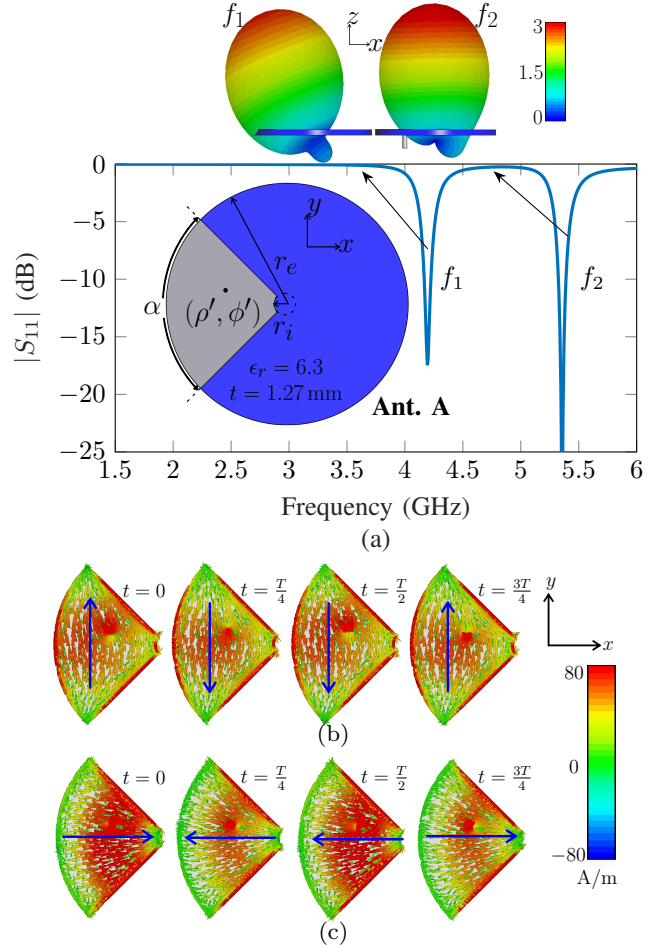 f1
z
x
f2
3
1.5
0
0
−5
−10
−15
−20
−25
|S11| (dB)
y
x
re
α
(ρ′, ϕ′)
ri
ϵr = 6.3
t = 1.27 mm
Ant. A
f1
f2
1.5 2 2.5 3 3.5 4 4.5 5 5.5 6
Frequency (GHz)
(a)
t = 0
t = T/4
t = T/2
t = 3T/4
y
x
(b)
80
0
−80
A/m
t = 0
t = T/4
t = T/2
t = 3T/4
(c)